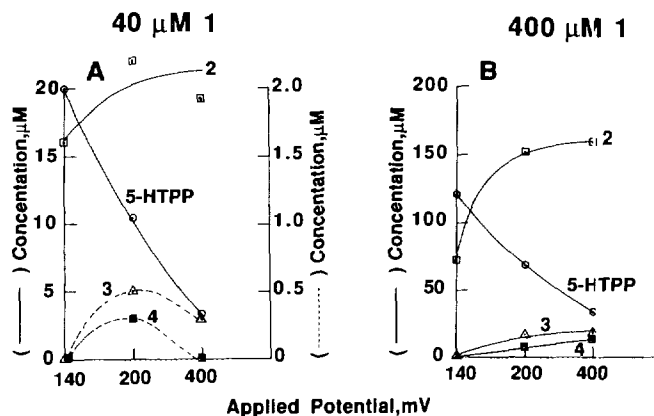 40 μM 1
400 μM 1
A
B
(——) Concentation,μM
20
15
10
5
0
2
5-HTPP
3
4
2.0
1.5
1.0
0.5
0
(--------) Concentration,μM
140
200
400
(——) Concentration,μM
200
150
100
50
0
2
5-HTPP
3
4
140
200
400
Applied Potential,mV